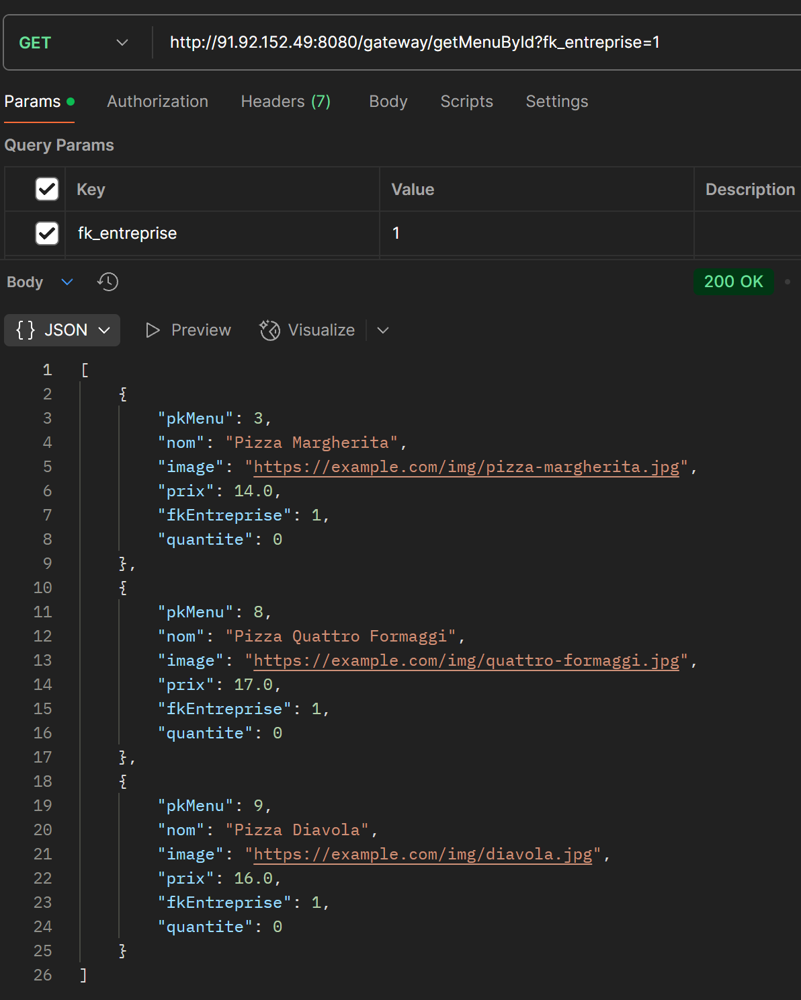 GET http://91.92.152.49:8080/gateway/getMenuById?fk_entreprise=1
Params Authorization Headers (7) Body Scripts Settings
Query Params
Key Value Description
fk_entreprise 1
Body 200 OK
{} JSON Preview Visualize
1 [
2 {
3 "pkMenu": 3,
4 "nom": "Pizza Margherita",
5 "image": "https://example.com/img/pizza-margherita.jpg",
6 "prix": 14.0,
7 "fkEntreprise": 1,
8 "quantite": 0
9 },
10 {
11 "pkMenu": 8,
12 "nom": "Pizza Quattro Formaggi",
13 "image": "https://example.com/img/quattro-formaggi.jpg",
14 "prix": 17.0,
15 "fkEntreprise": 1,
16 "quantite": 0
17 },
18 {
19 "pkMenu": 9,
20 "nom": "Pizza Diavola",
21 "image": "https://example.com/img/diavola.jpg",
22 "prix": 16.0,
23 "fkEntreprise": 1,
24 "quantite": 0
25 }
26 ]